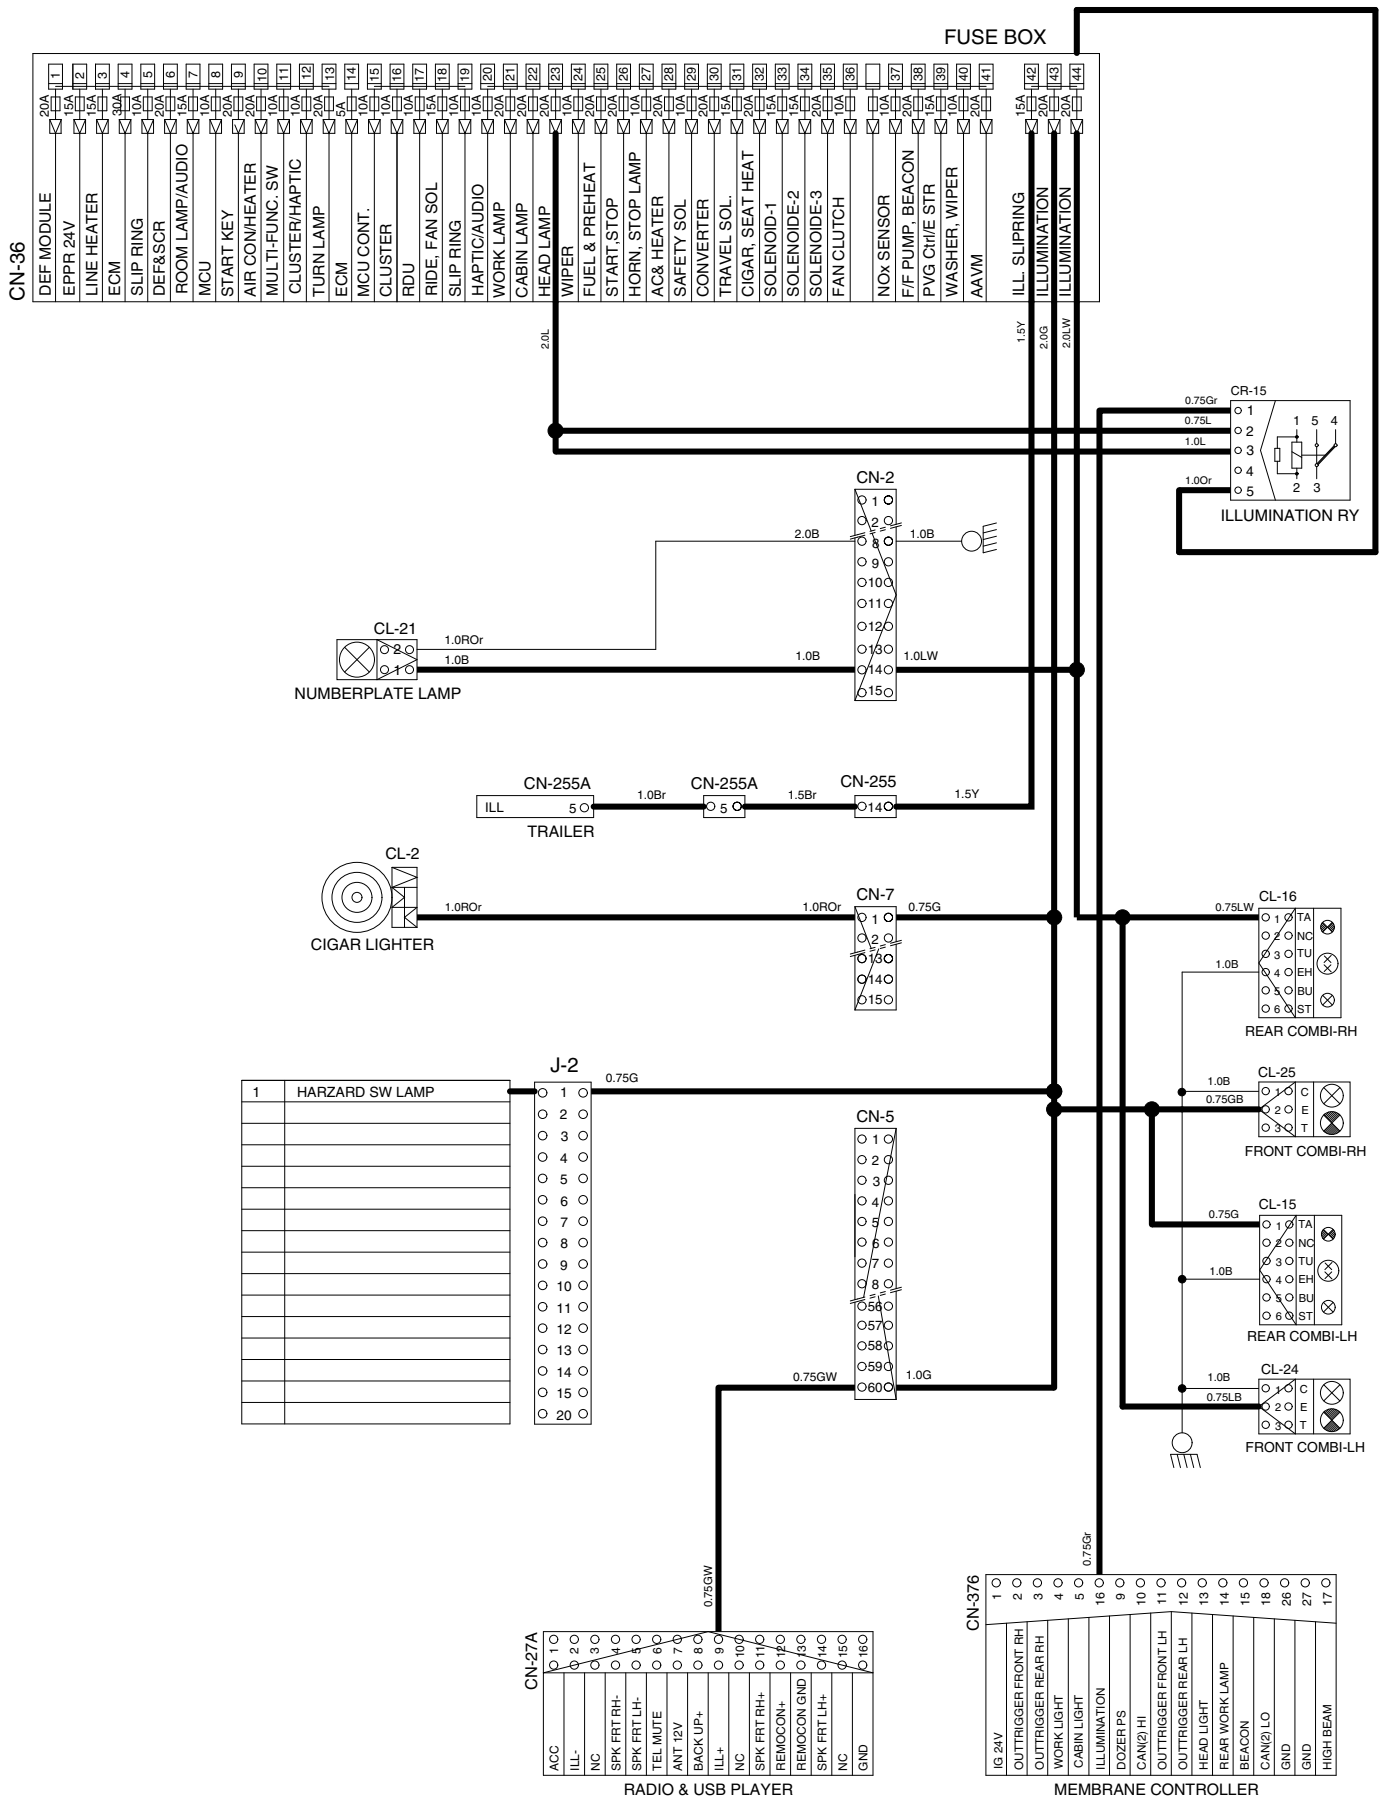 FUSE BOX
CN-36
1 2 3 4 5 6 7 8 9 10 11 12 13 14 15 16 17 18 19 20 21 22 23 24 25 26 27 28 29 30 31 32 33 34 35 36 37 38 39 40 41 42 43 44
20A 15A 15A 30A 10A 20A 15A 10A 20A 20A 10A 10A 20A 5A 10A 20A 10A 15A 10A 10A 20A 10A 20A 10A 20A 10A 20A 20A 10A 20A 15A 20A 15A 15A 20A 10A 10A 20A 15A 10A 20A 15A 20A 20A
DEF MODULE
EPPR 24V
LINE HEATER
ECM
SLIP RING
DEF&SCR
ROOM LAMP/AUDIO
MCU
START KEY
AIR CON/HEATER
MULTI-FUNC. SW
CLUSTER/HAPTIC
TURN LAMP
ECM
MCU CONT.
CLUSTER
RDU
RIDE, FAN SOL
SLIP RING
HAPTIC/AUDIO
WORK LAMP
CABIN LAMP
HEAD LAMP
WIPER
FUEL & PREHEAT
START,STOP
HORN, STOP LAMP
AC& HEATER
SAFETY SOL
CONVERTER
TRAVEL SOL.
CIGAR, SEAT HEAT
SOLENOID-1
SOLENOIDE-2
SOLENOIDE-3
FAN CLUTCH
NOx SENSOR
F/F PUMP, BEACON
PVG Ctrl/E STR
WASHER, WIPER
AAVM
ILL. SLIPRING
ILLUMINATION
ILLUMINATION
2.0L
1.5Y
2.0G
2.0LW
CR-15
0.75Gr
0.75L
1.0L
1.0Or
1
2
3
4
5
1 5 4
2 3
ILLUMINATION RY
CN-2
1
2
8
9
10
11
12
13
14
15
2.0B
1.0B
CL-21
2
1
1.0ROr
1.0B
1.0B
1.0LW
NUMBERPLATE LAMP
CN-255A
CN-255A
CN-255
ILL 5
1.0Br
5
1.5Br
14
1.5Y
TRAILER
CL-2
1.0ROr
1.0ROr
CIGAR LIGHTER
CN-7
1
2
13
14
15
0.75G
CL-16
0.75LW
1.0B
1 TA
2 NC
3 TU
4 EH
5 BU
6 ST
REAR COMBI-RH
J-2
1 HARZARD SW LAMP
0.75G
1
2
3
4
5
6
7
8
9
10
11
12
13
14
15
20
CL-25
1.0B
0.75GB
1 C
2 E
3 T
FRONT COMBI-RH
CN-5
1
2
3
4
5
6
7
8
56
57
58
59
60
0.75GW
1.0G
CL-15
0.75G
1.0B
1 TA
2 NC
3 TU
4 EH
5 BU
6 ST
REAR COMBI-LH
CL-24
1.0B
0.75LB
1 C
2 E
3 T
FRONT COMBI-LH
0.75GW
0.75Gr
CN-27A
1 2 3 4 5 6 7 8 9 10 11 12 13 14 15 16
ACC
ILL-
NC
SPK FRT RH-
SPK FRT LH-
TEL MUTE
ANT 12V
BACK UP+
ILL+
NC
SPK FRT RH+
REMOCON+
REMOCON GND
SPK FRT LH+
NC
GND
RADIO & USB PLAYER
CN-376
1 2 3 4 5 16 9 10 11 12 13 14 15 18 26 27 17
IG 24V
OUTTRIGGER FRONT RH
OUTTRIGGER REAR RH
WORK LIGHT
CABIN LIGHT
ILLUMINATION
DOZER PS
CAN(2) HI
OUTTRIGGER FRONT LH
OUTTRIGGER REAR LH
HEAD LIGHT
REAR WORK LAMP
BEACON
CAN(2) LO
GND
GND
HIGH BEAM
MEMBRANE CONTROLLER